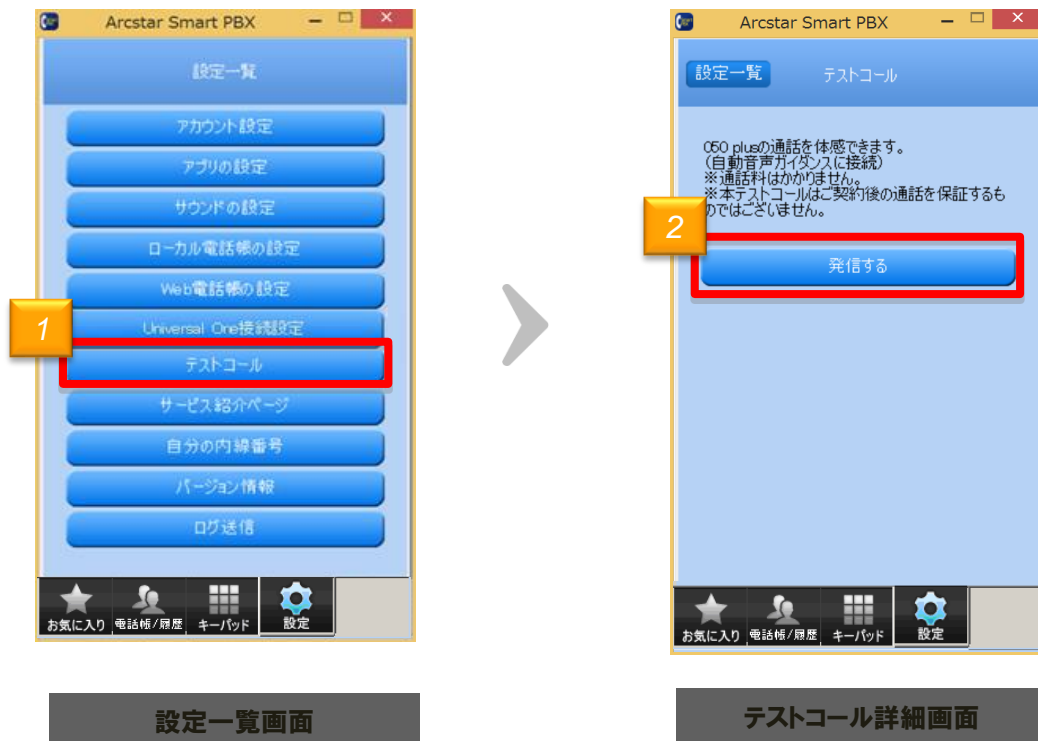 Arcstar Smart PBX
設定一覧
アカウント設定
アプリの設定
サウンドの設定
ローカル電話帳の設定
Web電話帳の設定
1
Universal One接続設定
テストコール
サービス紹介ページ
自分の内線番号
バージョン情報
ログ送信
お気に入り 電話帳/履歴 キーパッド 設定
設定一覧画面
Arcstar Smart PBX
設定一覧 テストコール
050 plusの通話を体感できます。
(自動音声ガイダンスに接続)
※通話料はかかりません。
※本テストコールはご契約後の通話を保証するも
のではございません。
2
発信する
お気に入り 電話帳/履歴 キーパッド 設定
テストコール詳細画面